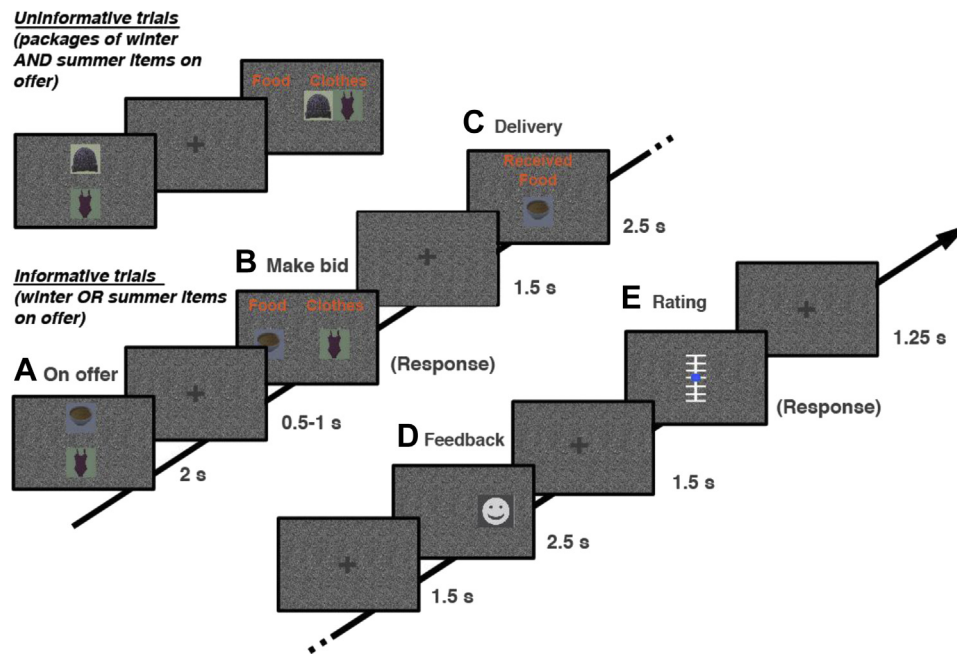 Uninformative trials
(packages of winter
AND summer items on
offer)
Food Clothes
C Delivery
Received
Food
2.5 s
B Make bid
1.5 s
Informative trials
(winter OR summer items
on offer)
Food Clothes
(Response)
E Rating
1.25 s
A On offer
0.5-1 s
(Response)
D Feedback
2 s
1.5 s
2.5 s
1.5 s